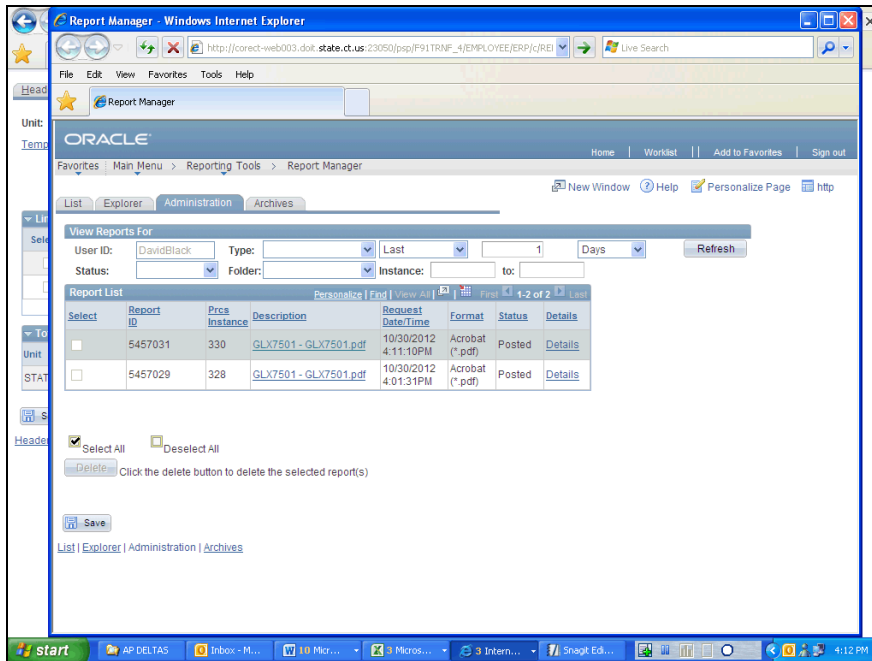 Report Manager - Windows Internet Explorer
http://corect-web003.doit.state.ct.us:23050/psp/F91TRNF_4/EMPLOYEE/ERP/c/REI
Live Search
File Edit View Favorites Tools Help
Report Manager
Head
Unit:
Temp
ORACLE
Home | Worklist | Add to Favorites | Sign out
Favorites Main Menu > Reporting Tools > Report Manager
New Window Help Personalize Page http
List Explorer Administration Archives
View Reports For
User ID: DavidBlack Type: Last 1 Days Refresh
Status: Folder: Instance: to:
Report List Personalize | Find | View All | First 1-2 of 2 Last
Select Report ID Prcs Instance Description Request Date/Time Format Status Details
5457031 330 GLX7501 - GLX7501.pdf 10/30/2012 4:11:10PM Acrobat (*.pdf) Posted Details
5457029 328 GLX7501 - GLX7501.pdf 10/30/2012 4:01:31PM Acrobat (*.pdf) Posted Details
Lin
Sele
To
Unit
STAT
S
Header
Select All Deselect All
Delete Click the delete button to delete the selected report(s)
Save
List | Explorer | Administration | Archives
start AP DELTAS Inbox - M... 10 Micr... 3 Micros... 3 Intern... Snagit Edi... 4:12 PM